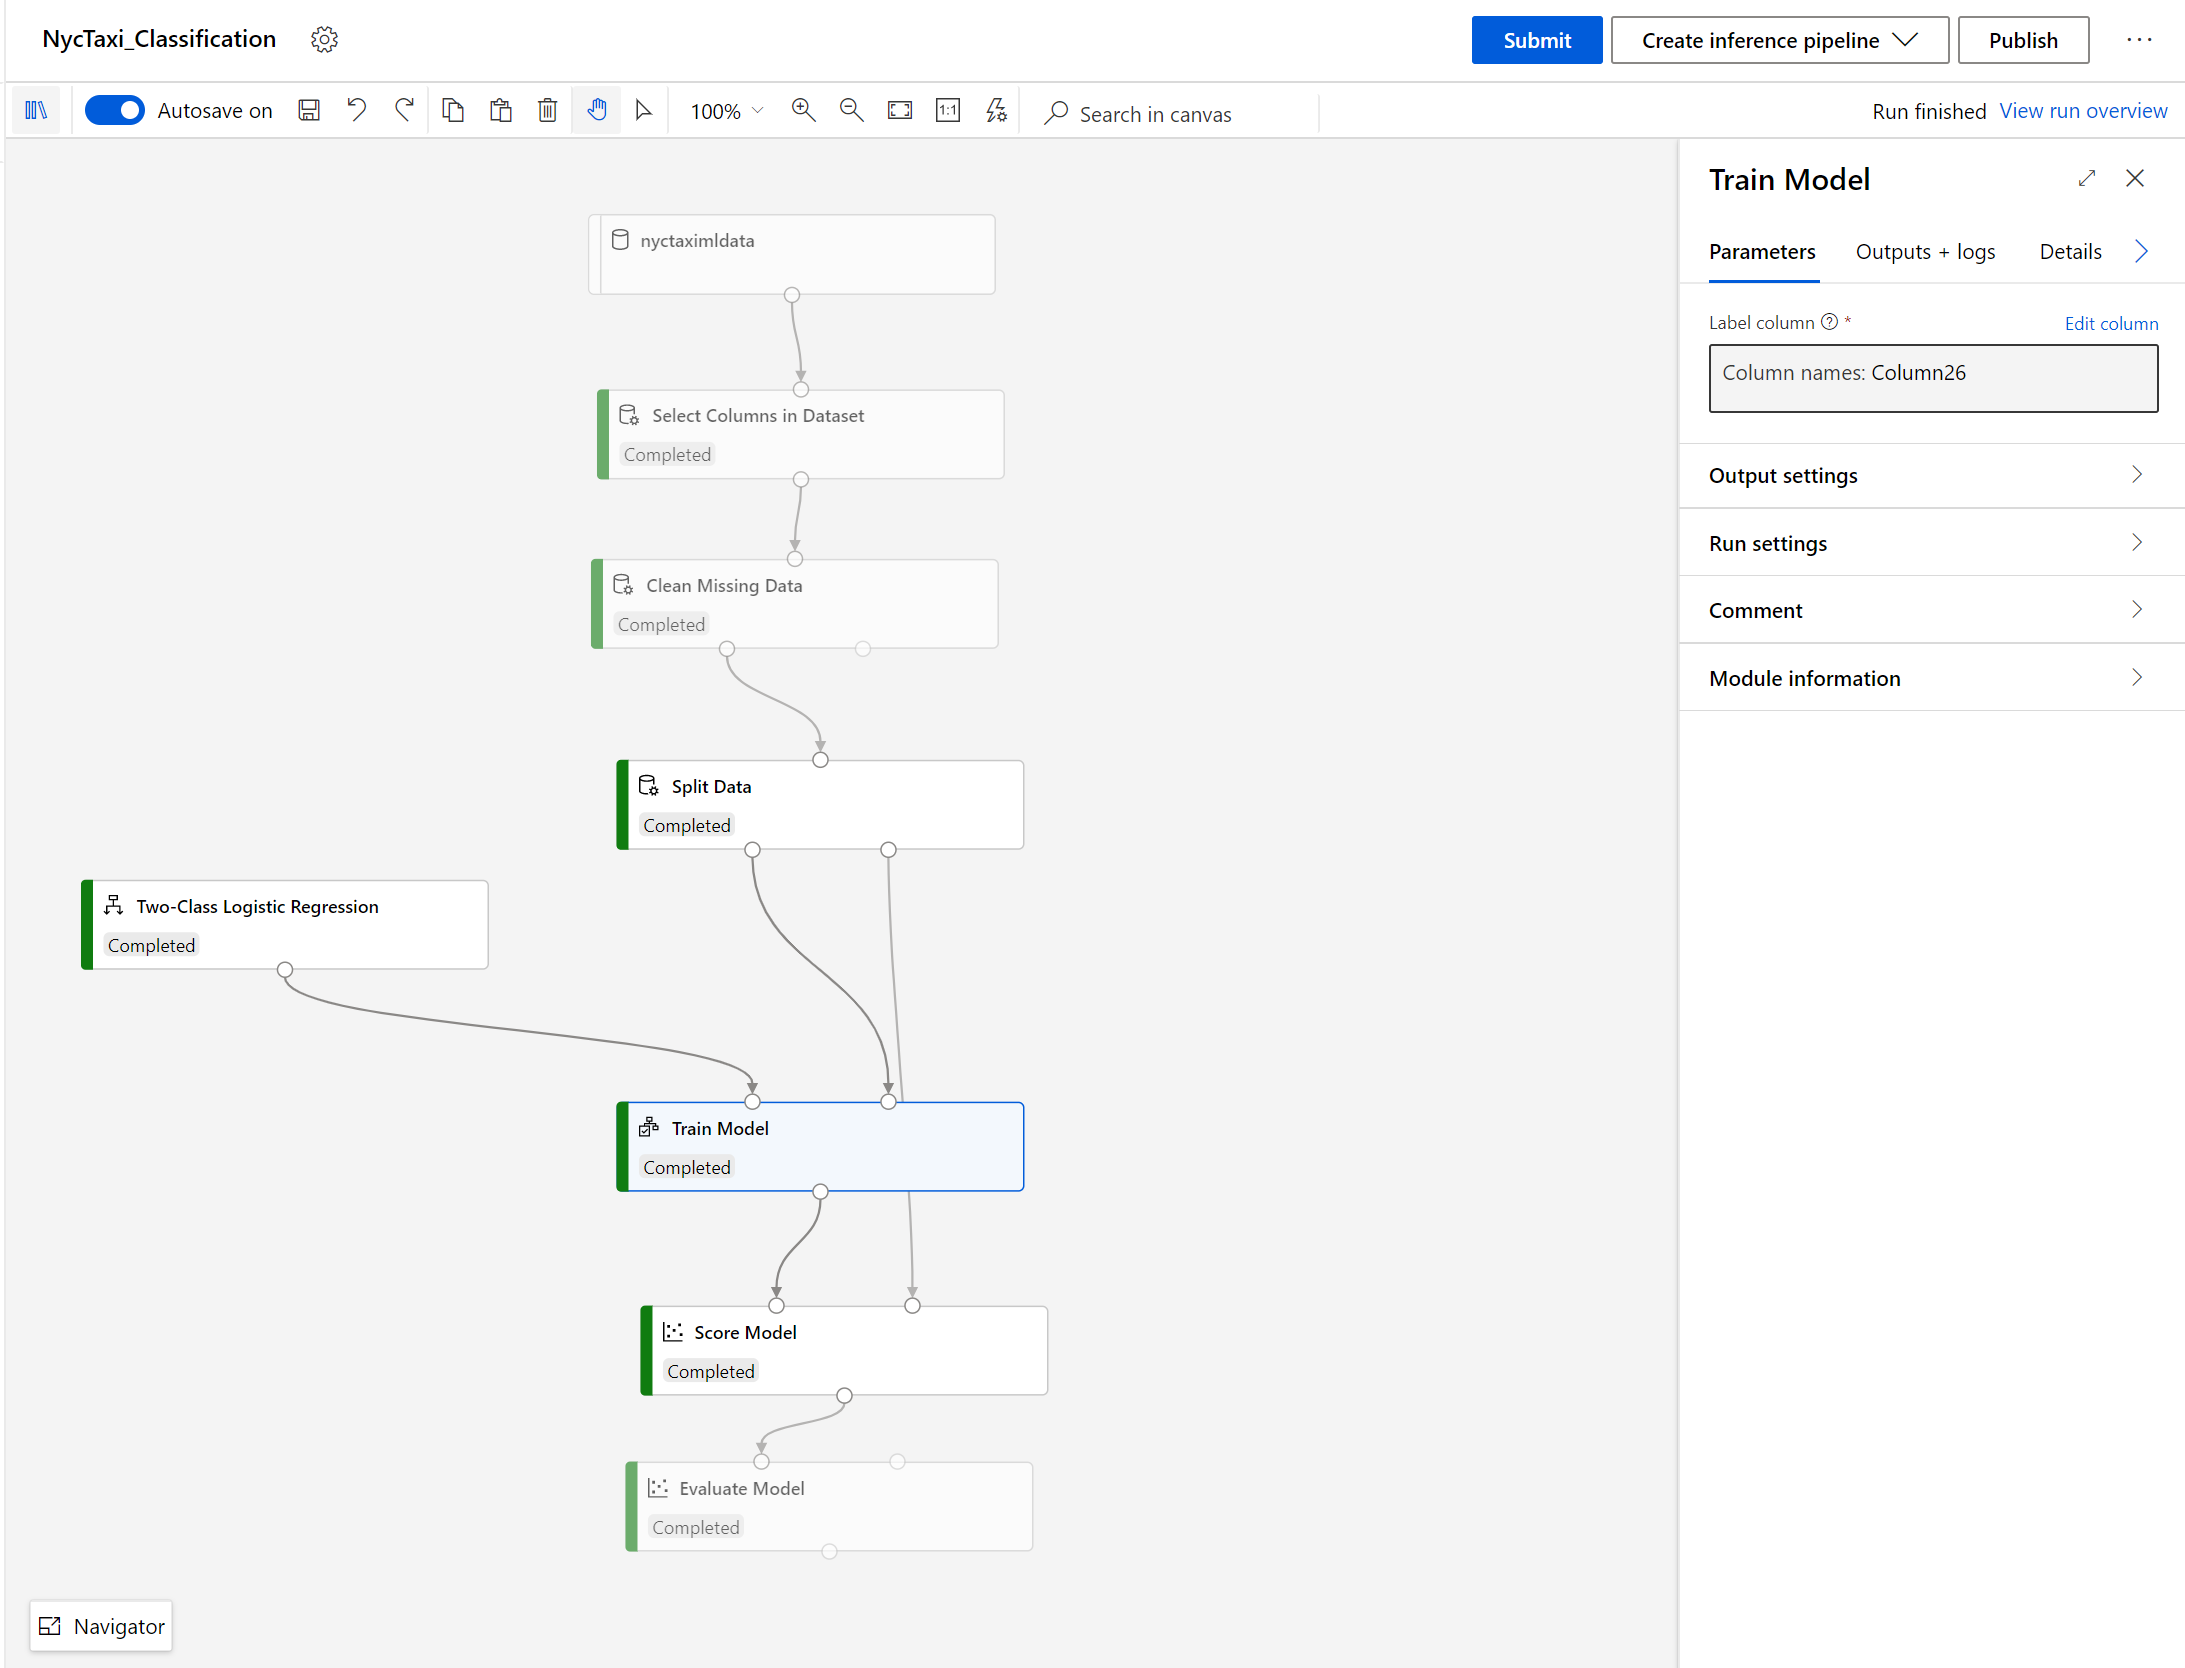 NycTaxi_Classification
Submit
Create inference pipeline
Publish
Autosave on
100%
1:1
Search in canvas
Run finished View run overview
nyctaximldata
Select Columns in Dataset
Completed
Clean Missing Data
Completed
Split Data
Completed
Two-Class Logistic Regression
Completed
Train Model
Completed
Score Model
Completed
Evaluate Model
Completed
Navigator
Train Model
Parameters Outputs + logs Details
Label column ? * Edit column
Column names: Column26
Output settings
Run settings
Comment
Module information